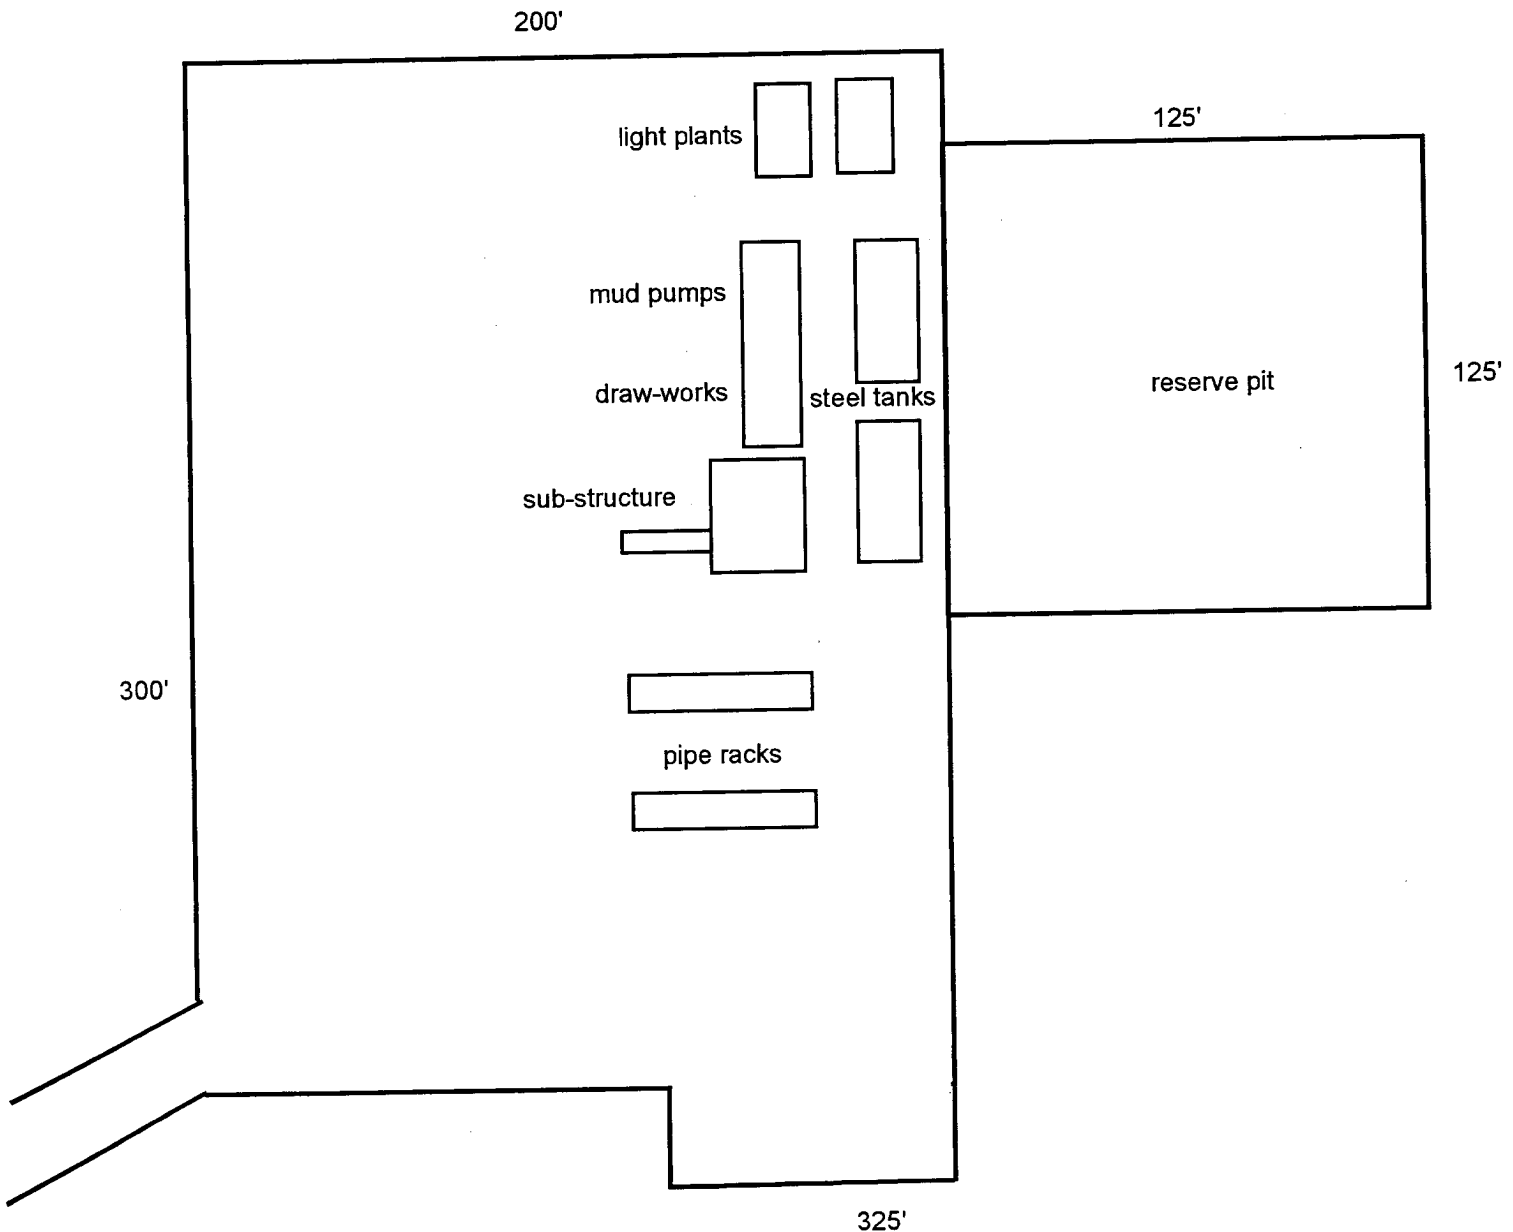 200'
125'
light plants
mud pumps
125'
reserve pit
draw-works
steel tanks
sub-structure
300'
pipe racks
325'